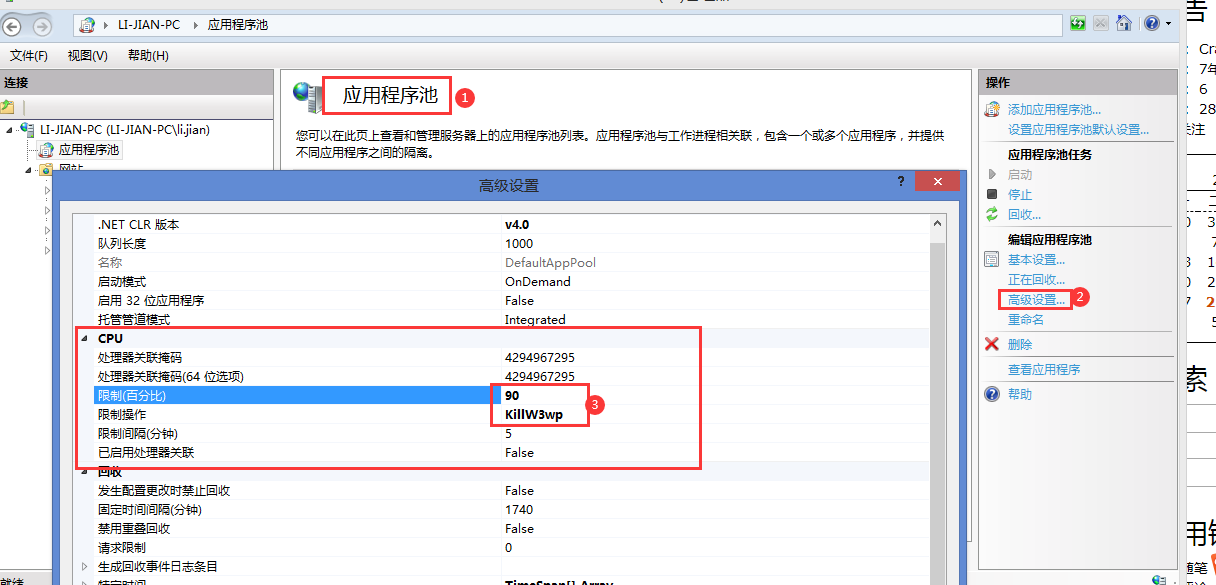 LI-JIAN-PC 应用程序池
文件(F) 视图(V) 帮助(H)
连接
LI-JIAN-PC (LI-JIAN-PC\li.jian)
应用程序池
网站
应用程序池 1
您可以在此页上查看和管理服务器上的应用程序池列表。应用程序池与工作进程相关联，包含一个或多个应用程序，并提供
不同应用程序之间的隔离。
高级设置 ?
.NET CLR 版本 v4.0
队列长度 1000
名称 DefaultAppPool
启动模式 OnDemand
启用 32 位应用程序 False
托管管道模式 Integrated
CPU
处理器关联掩码 4294967295
处理器关联掩码(64 位选项) 4294967295
限制(百分比) 90
限制操作 KillW3wp 3
限制间隔(分钟) 5
已启用处理器关联 False
回收
发生配置更改时禁止回收 False
固定时间间隔(分钟) 1740
禁用重叠回收 False
请求限制 0
生成回收事件日志条目
特定时间 TimeSpan[] Array
就绪
操作
添加应用程序池...
设置应用程序池默认设置...
应用程序池任务
启动
停止
回收...
编辑应用程序池
基本设置...
正在回收...
高级设置... 2
重命名
删除
查看应用程序
帮助
告
: Cra
: 7年
: 6
: 28
关注
索
用链
随笔